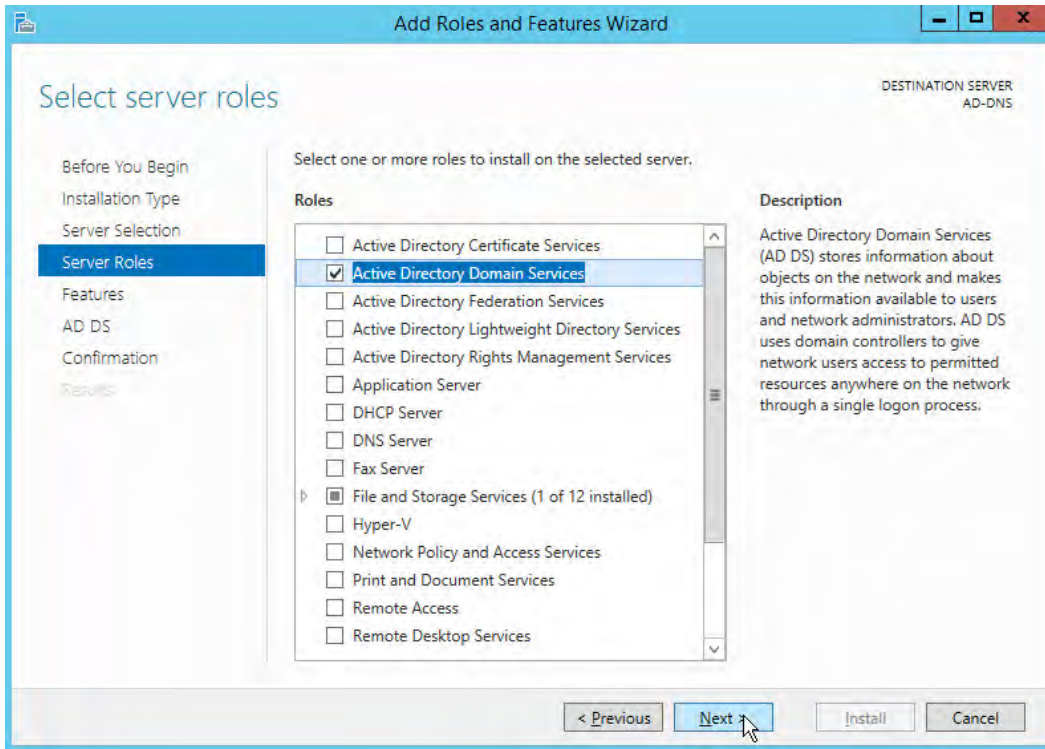 Add Roles and Features Wizard
Select server roles
DESTINATION SERVER
AD-DNS
Before You Begin
Installation Type
Server Selection
Server Roles
Features
AD DS
Confirmation
Results
Select one or more roles to install on the selected server.
Roles
Active Directory Certificate Services
Active Directory Domain Services
Active Directory Federation Services
Active Directory Lightweight Directory Services
Active Directory Rights Management Services
Application Server
DHCP Server
DNS Server
Fax Server
File and Storage Services (1 of 12 installed)
Hyper-V
Network Policy and Access Services
Print and Document Services
Remote Access
Remote Desktop Services
Description
Active Directory Domain Services
(AD DS) stores information about
objects on the network and makes
this information available to users
and network administrators. AD DS
uses domain controllers to give
network users access to permitted
resources anywhere on the network
through a single logon process.
< Previous
Next >
Install
Cancel